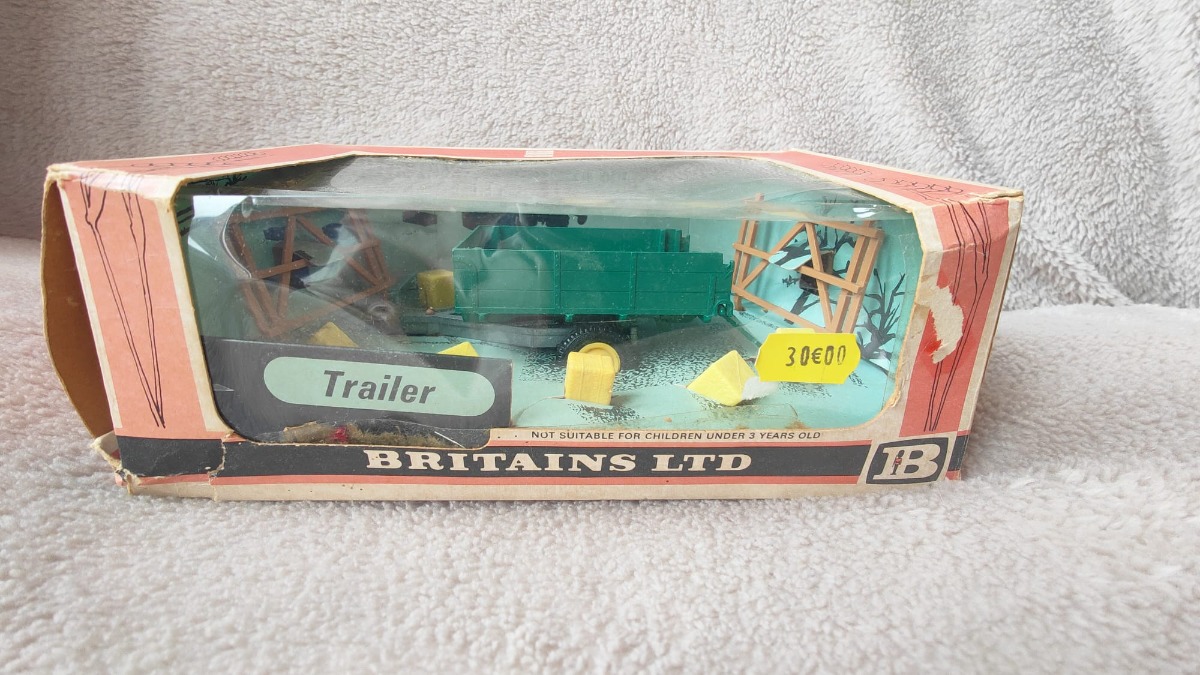 30€00
Trailer
NOT SUITABLE FOR CHILDREN UNDER 3 YEARS OLD
BRITAINS LTD
B